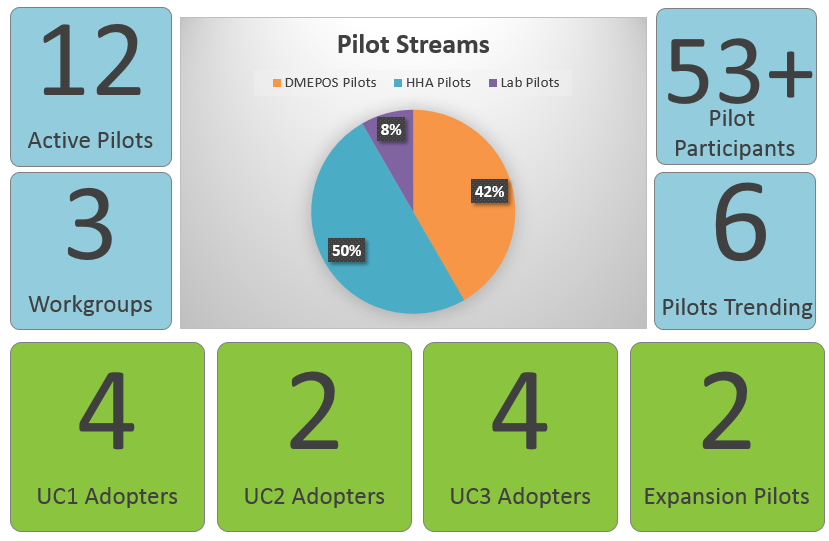 12
Active Pilots
Pilot Streams
DMEPOS Pilots HHA Pilots Lab Pilots
8%
42%
50%
53+
Pilot
Participants
3
Workgroups
6
Pilots Trending
4
UC1 Adopters
2
UC2 Adopters
4
UC3 Adopters
2
Expansion Pilots